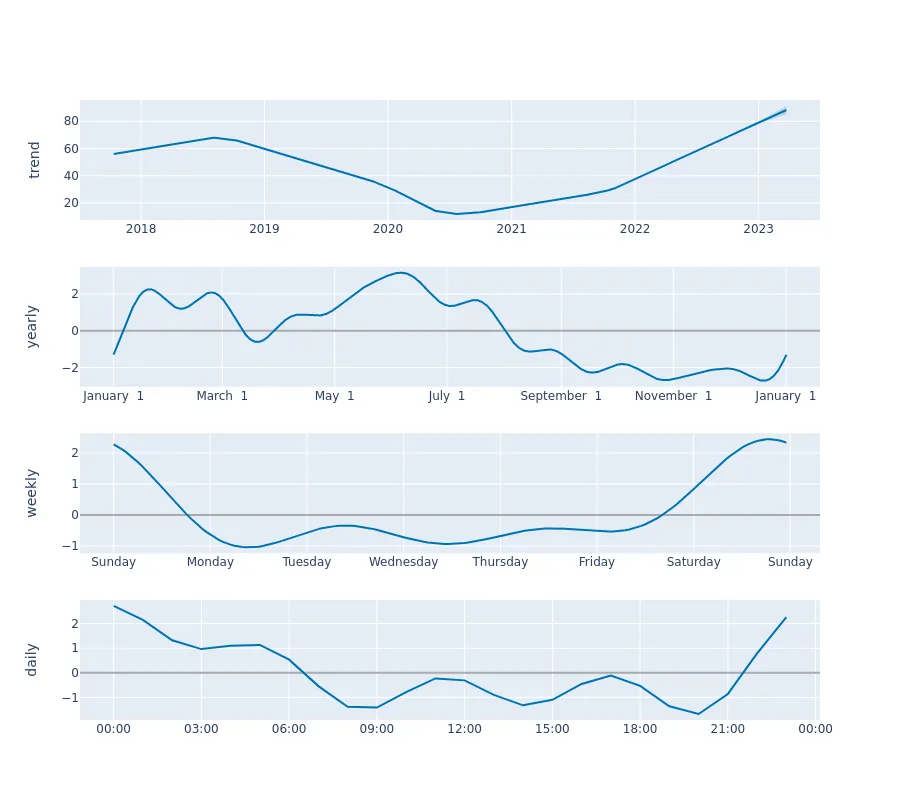 trend
80
60
40
20
2018 2019 2020 2021 2022 2023
yearly
2
0
−2
January 1 March 1 May 1 July 1 September 1 November 1 January 1
weekly
2
1
0
−1
Sunday Monday Tuesday Wednesday Thursday Friday Saturday Sunday
daily
2
1
0
−1
00:00 03:00 06:00 09:00 12:00 15:00 18:00 21:00 00:00